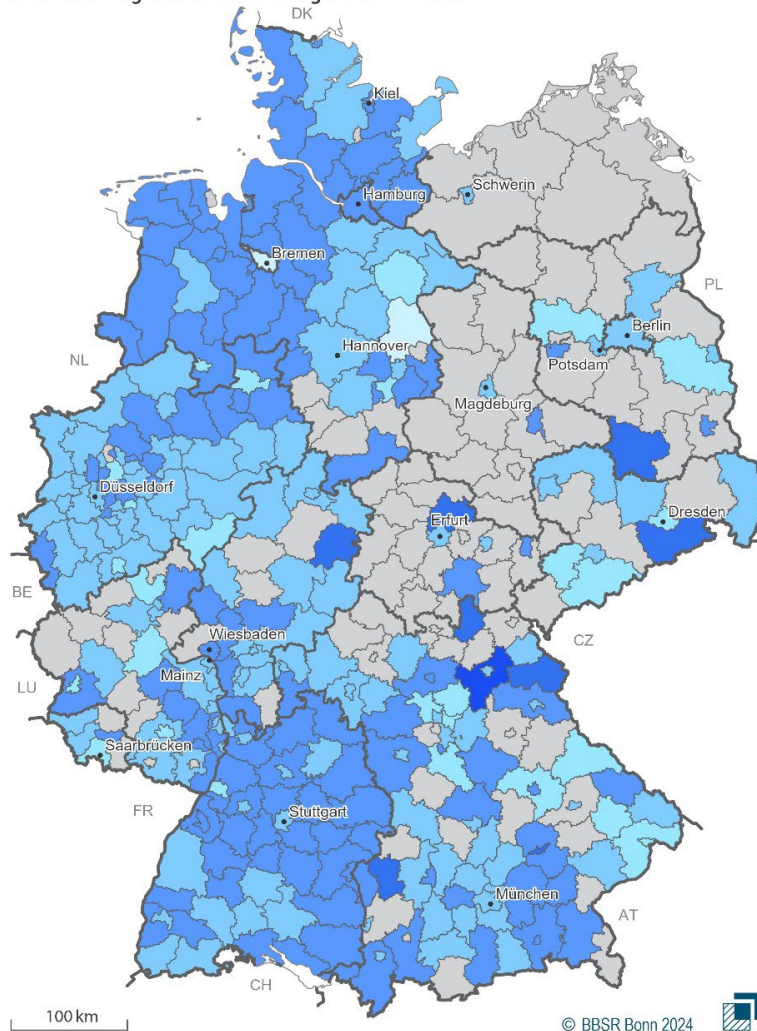 DK
Kiel
Schwerin
Hamburg
Bremen
PL
Berlin
NL
Hannover
Potsdam
Magdeburg
Düsseldorf
Dresden
Erfurt
BE
CZ
Wiesbaden
LU
Mainz
Saarbrücken
FR
Stuttgart
München
AT
CH
100 km
© BBSR Bonn 2024